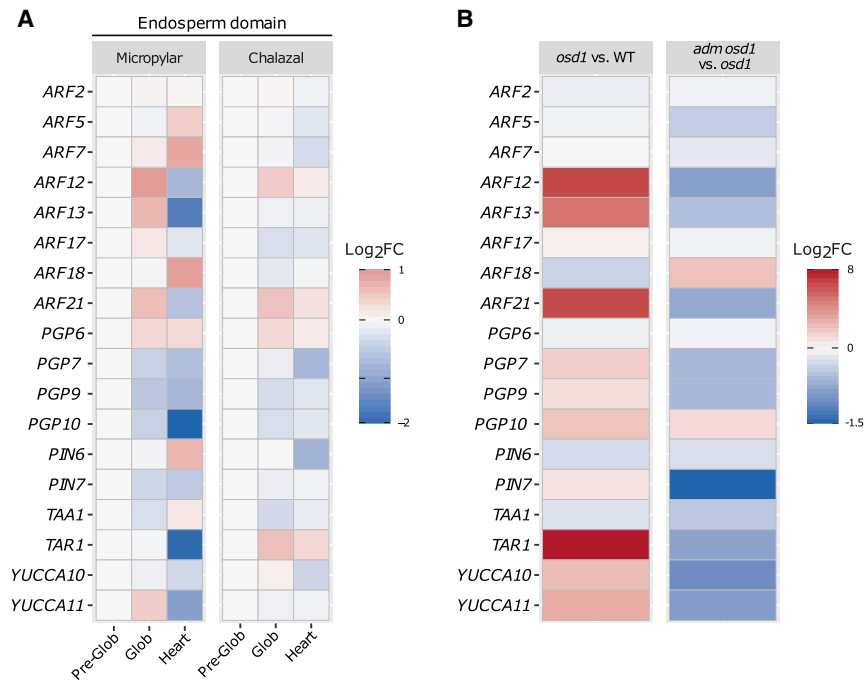 A
Endosperm domain
Micropylar
Chalazal
ARF2
ARF5
ARF7
ARF12
ARF13
ARF17
ARF18
ARF21
PGP6
PGP7
PGP9
PGP10
PIN6
PIN7
TAA1
TAR1
YUCCA10
YUCCA11
Pre-Glob
Glob
Heart
Pre-Glob
Glob
Heart
Log2FC
1
0
–2
B
osd1 vs. WT
adm osd1
vs. osd1
ARF2
ARF5
ARF7
ARF12
ARF13
ARF17
ARF18
ARF21
PGP6
PGP7
PGP9
PGP10
PIN6
PIN7
TAA1
TAR1
YUCCA10
YUCCA11
Log2FC
8
0
-1.5